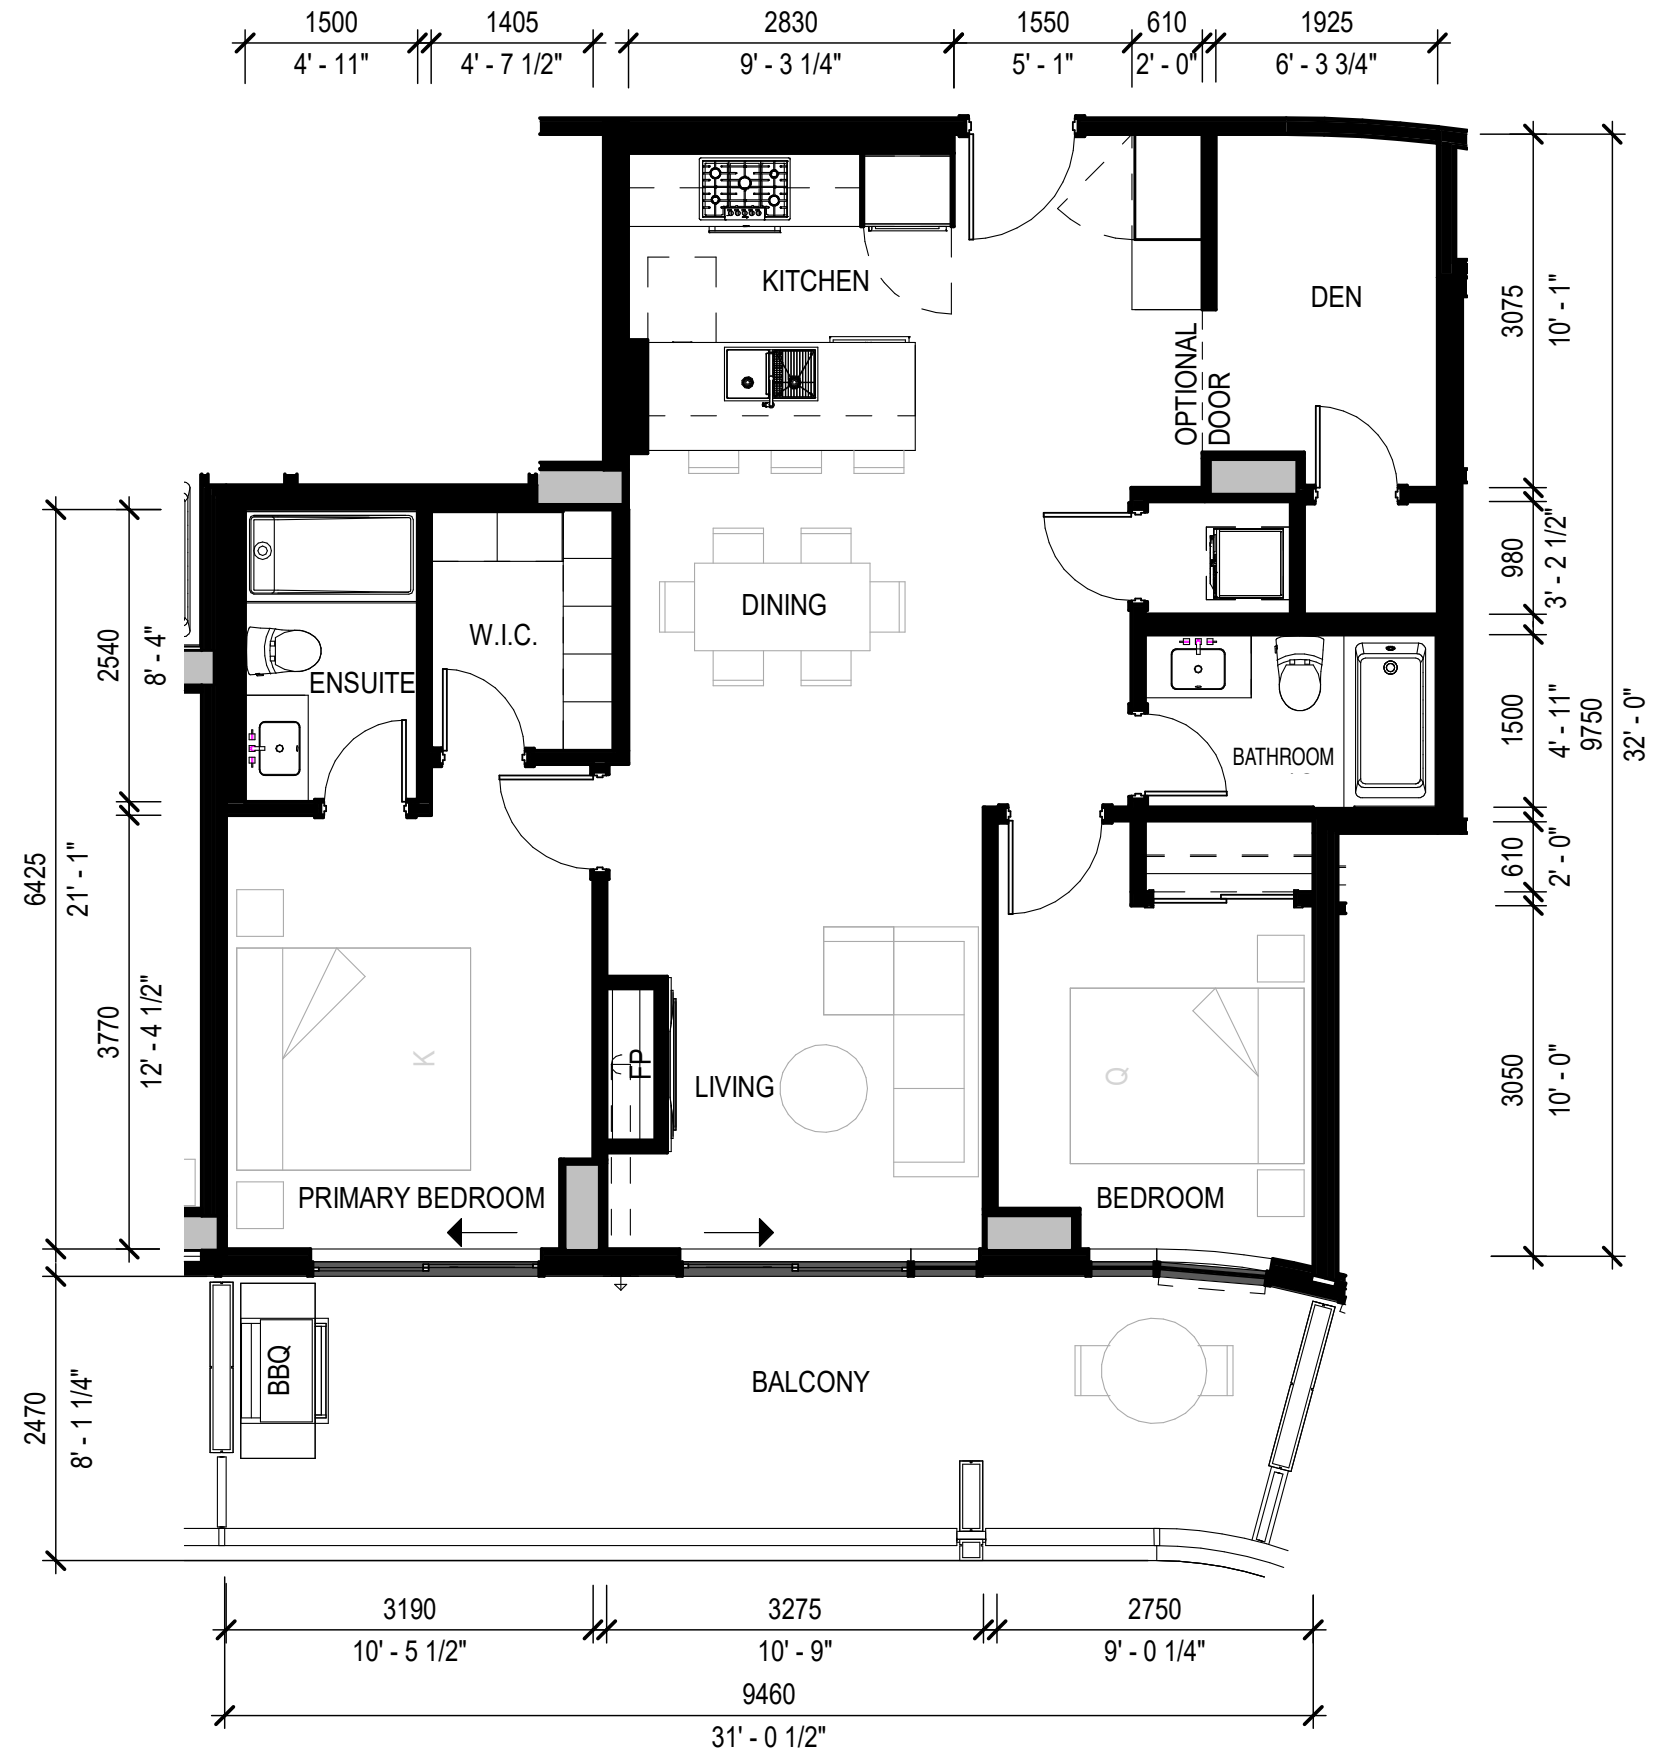 1500 1405 2830 1550 610 1925
4' - 11" 4' - 7 1/2" 9' - 3 1/4" 5' - 1" 2' - 0" 6' - 3 3/4"
KITCHEN
DEN
3075
10' - 1"
OPTIONAL
DOOR
980
3' - 2 1/2"
DINING
W.I.C.
ENSUITE
2540
8' - 4"
BATHROOM
1500
4' - 11"
9750
32' - 0"
6425
21' - 1"
610
2' - 0"
3770
12' - 4 1/2"
K
FP
LIVING
Q
3050
10' - 0"
PRIMARY BEDROOM
BEDROOM
BBQ
BALCONY
2470
8' - 1 1/4"
3190 3275 2750
10' - 5 1/2" 10' - 9" 9' - 0 1/4"
9460
31' - 0 1/2"